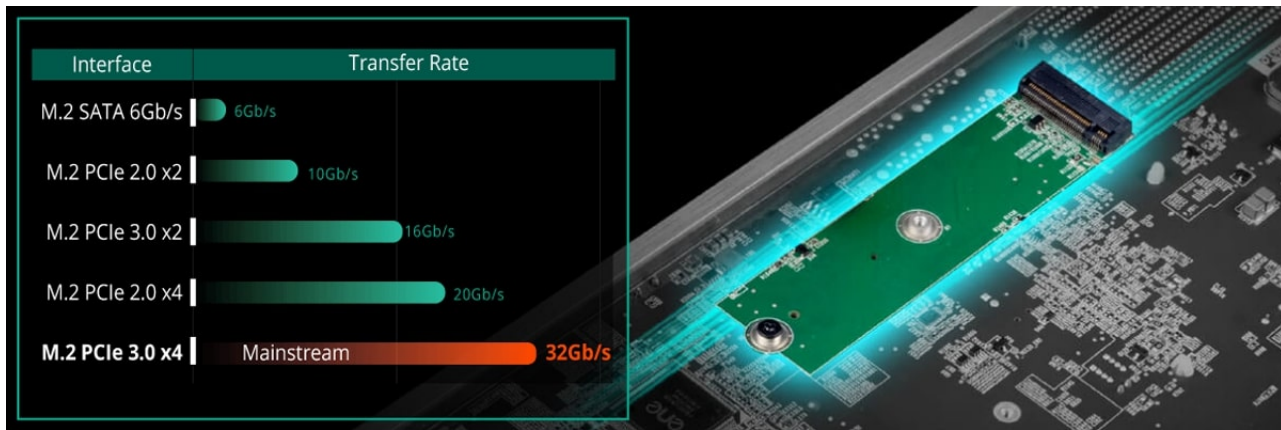 Interface Transfer Rate
M.2 SATA 6Gb/s 6Gb/s
M.2 PCIe 2.0 x2 10Gb/s
M.2 PCIe 3.0 x2 16Gb/s
M.2 PCIe 2.0 x4 20Gb/s
M.2 PCIe 3.0 x4 Mainstream 32Gb/s